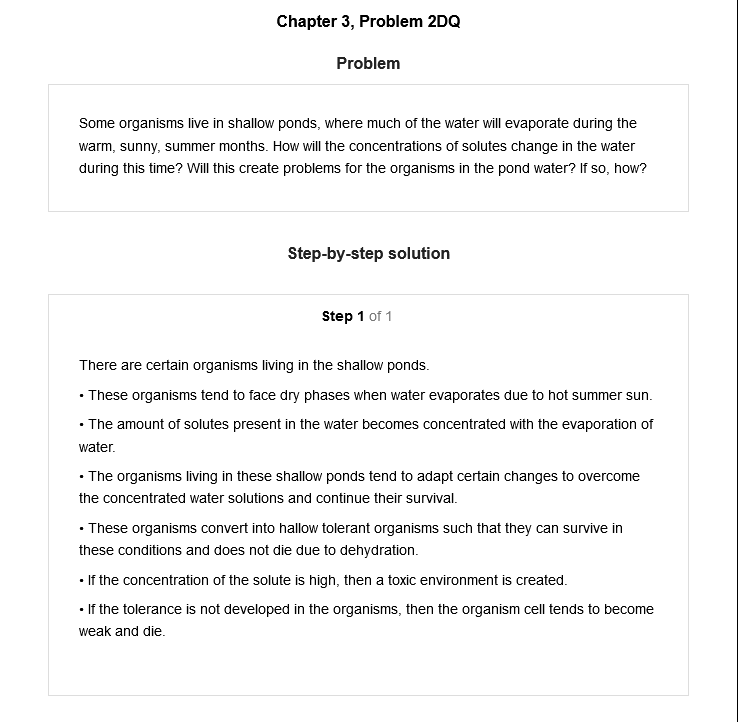 Chapter 3, Problem 2DQ
Problem
Some organisms live in shallow ponds, where much of the water will evaporate during the
warm, sunny, summer months. How will the concentrations of solutes change in the water
during this time? Will this create problems for the organisms in the pond water? If so, how?
Step-by-step solution
Step 1 of 1
There are certain organisms living in the shallow ponds.
• These organisms tend to face dry phases when water evaporates due to hot summer sun.
• The amount of solutes present in the water becomes concentrated with the evaporation of
water.
• The organisms living in these shallow ponds tend to adapt certain changes to overcome
the concentrated water solutions and continue their survival.
• These organisms convert into hallow tolerant organisms such that they can survive in
these conditions and does not die due to dehydration.
• If the concentration of the solute is high, then a toxic environment is created.
• If the tolerance is not developed in the organisms, then the organism cell tends to become
weak and die.